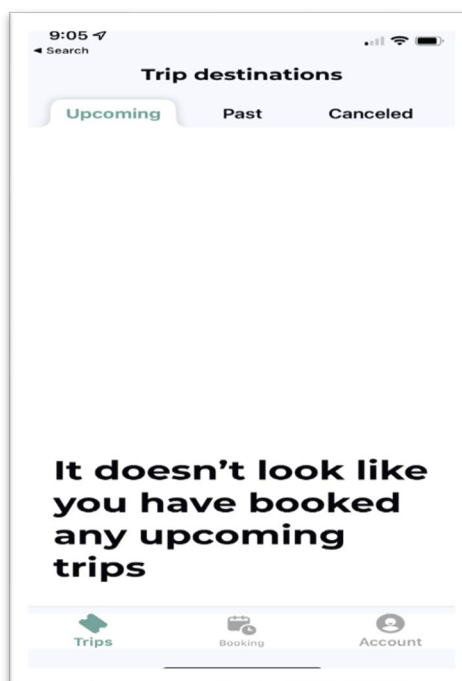 9:05
◄ Search
Trip destinations
Upcoming Past Canceled
It doesn’t look like
you have booked
any upcoming
trips
Trips Booking Account